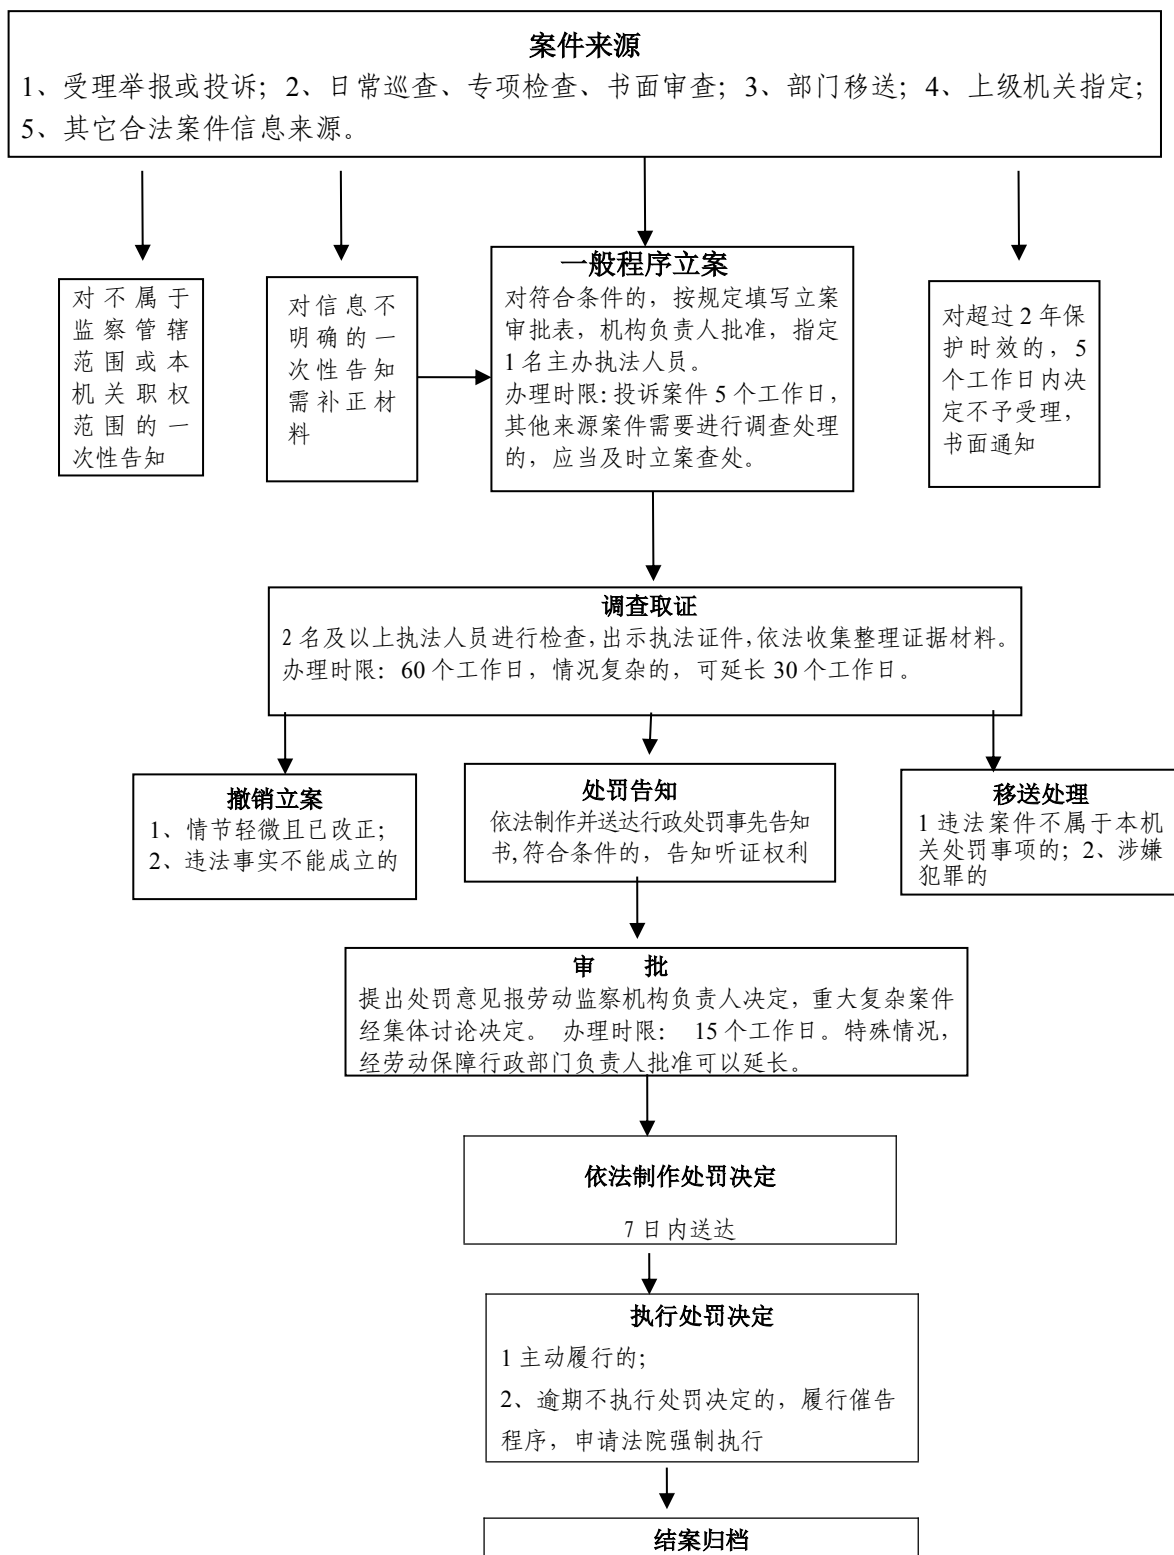 案件来源
1、受理举报或投诉；2、日常巡查、专项检查、书面审查；3、部门移送；4、上级机关指定；
5、其它合法案件信息来源。
对不属于
监察管辖
范围或本
机关职权
范围的一
次性告知
对信息不
明确的一
次性告知
需补正材
料
一般程序立案
对符合条件的，按规定填写立案
审批表，机构负责人批准，指定
1名主办执法人员。
办理时限：投诉案件5个工作日，
其他来源案件需要进行调查处理
的，应当及时立案查处。
对超过2年保
护时效的，5
个工作日内决
定不予受理，
书面通知
调查取证
2名及以上执法人员进行检查，出示执法证件，依法收集整理证据材料。
办理时限：60个工作日，情况复杂的，可延长30个工作日。
撤销立案
1、情节轻微且已改正；
2、违法事实不能成立的
处罚告知
依法制作并送达行政处罚事先告知
书，符合条件的，告知听证权利
移送处理
1 违法案件不属于本机
关处罚事项的；2、涉嫌
犯罪的
审 批
提出处罚意见报劳动监察机构负责人决定，重大复杂案件
经集体讨论决定。 办理时限： 15个工作日。特殊情况，
经劳动保障行政部门负责人批准可以延长。
依法制作处罚决定
7日内送达
执行处罚决定
1 主动履行的；
2、逾期不执行处罚决定的，履行催告
程序，申请法院强制执行
结案归档